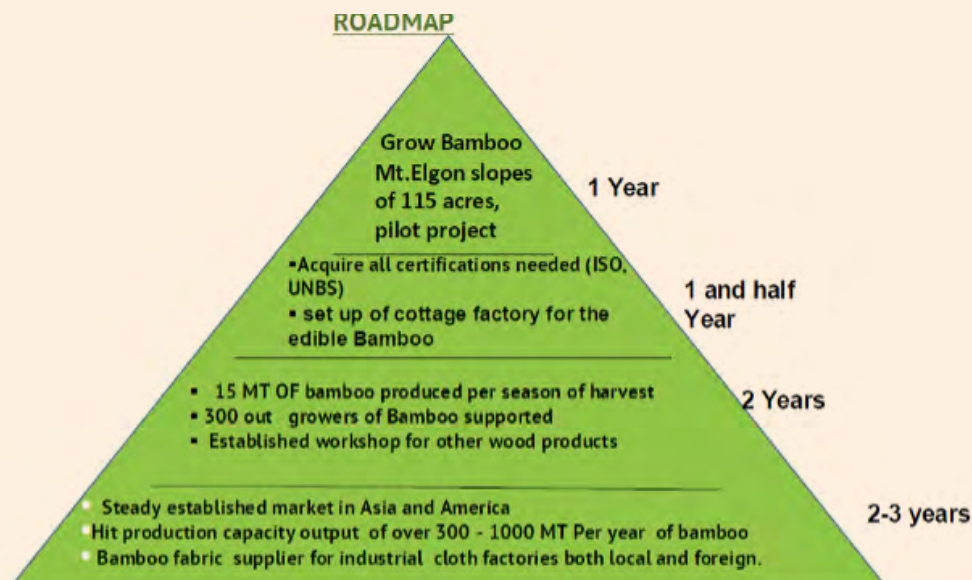 ROADMAP
Grow Bamboo
Mt.Elgon slopes
of 115 acres,
pilot project
1 Year
▪Acquire all certifications needed (ISO,
UNBS)
▪ set up of cottage factory for the
edible Bamboo
1 and half
Year
▪ 15 MT OF bamboo produced per season of harvest
▪ 300 out growers of Bamboo supported
▪ Established workshop for other wood products
2 Years
▪ Steady established market in Asia and America
▪Hit production capacity output of over 300 - 1000 MT Per year of bamboo
▪ Bamboo fabric supplier for industrial cloth factories both local and foreign.
2-3 years